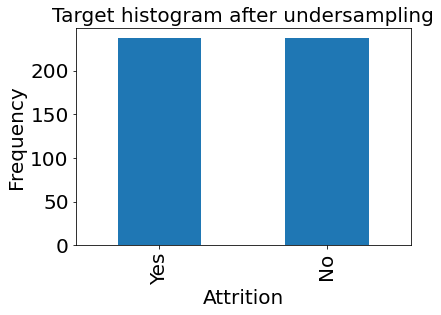 Target histogram after undersampling
Frequency
200
150
100
50
0
Yes
No
Attrition